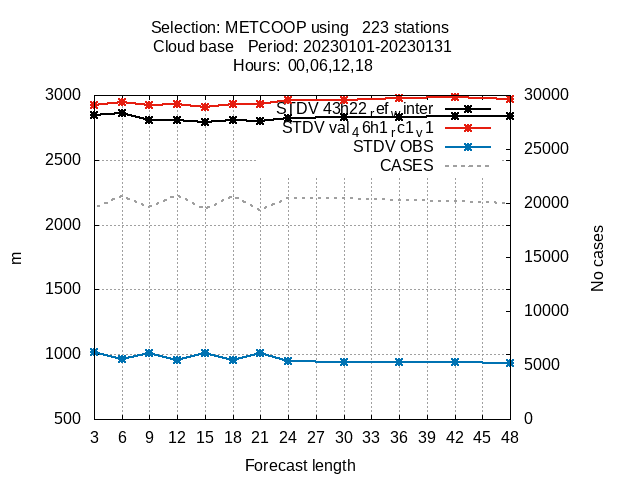 Selection: METCOOP using   223 stations
Cloud base   Period: 20230101-20230131
Hours:  00,06,12,18
3000 30000
STDV 43h22_ref_winter
STDV val_46h1_rc1_v1
STDV OBS
CASES
2500 25000
2000 20000
m No cases
1500 15000
1000 10000
5000
500 0
3 6 9 12 15 18 21 24 27 30 33 36 39 42 45 48
Forecast length